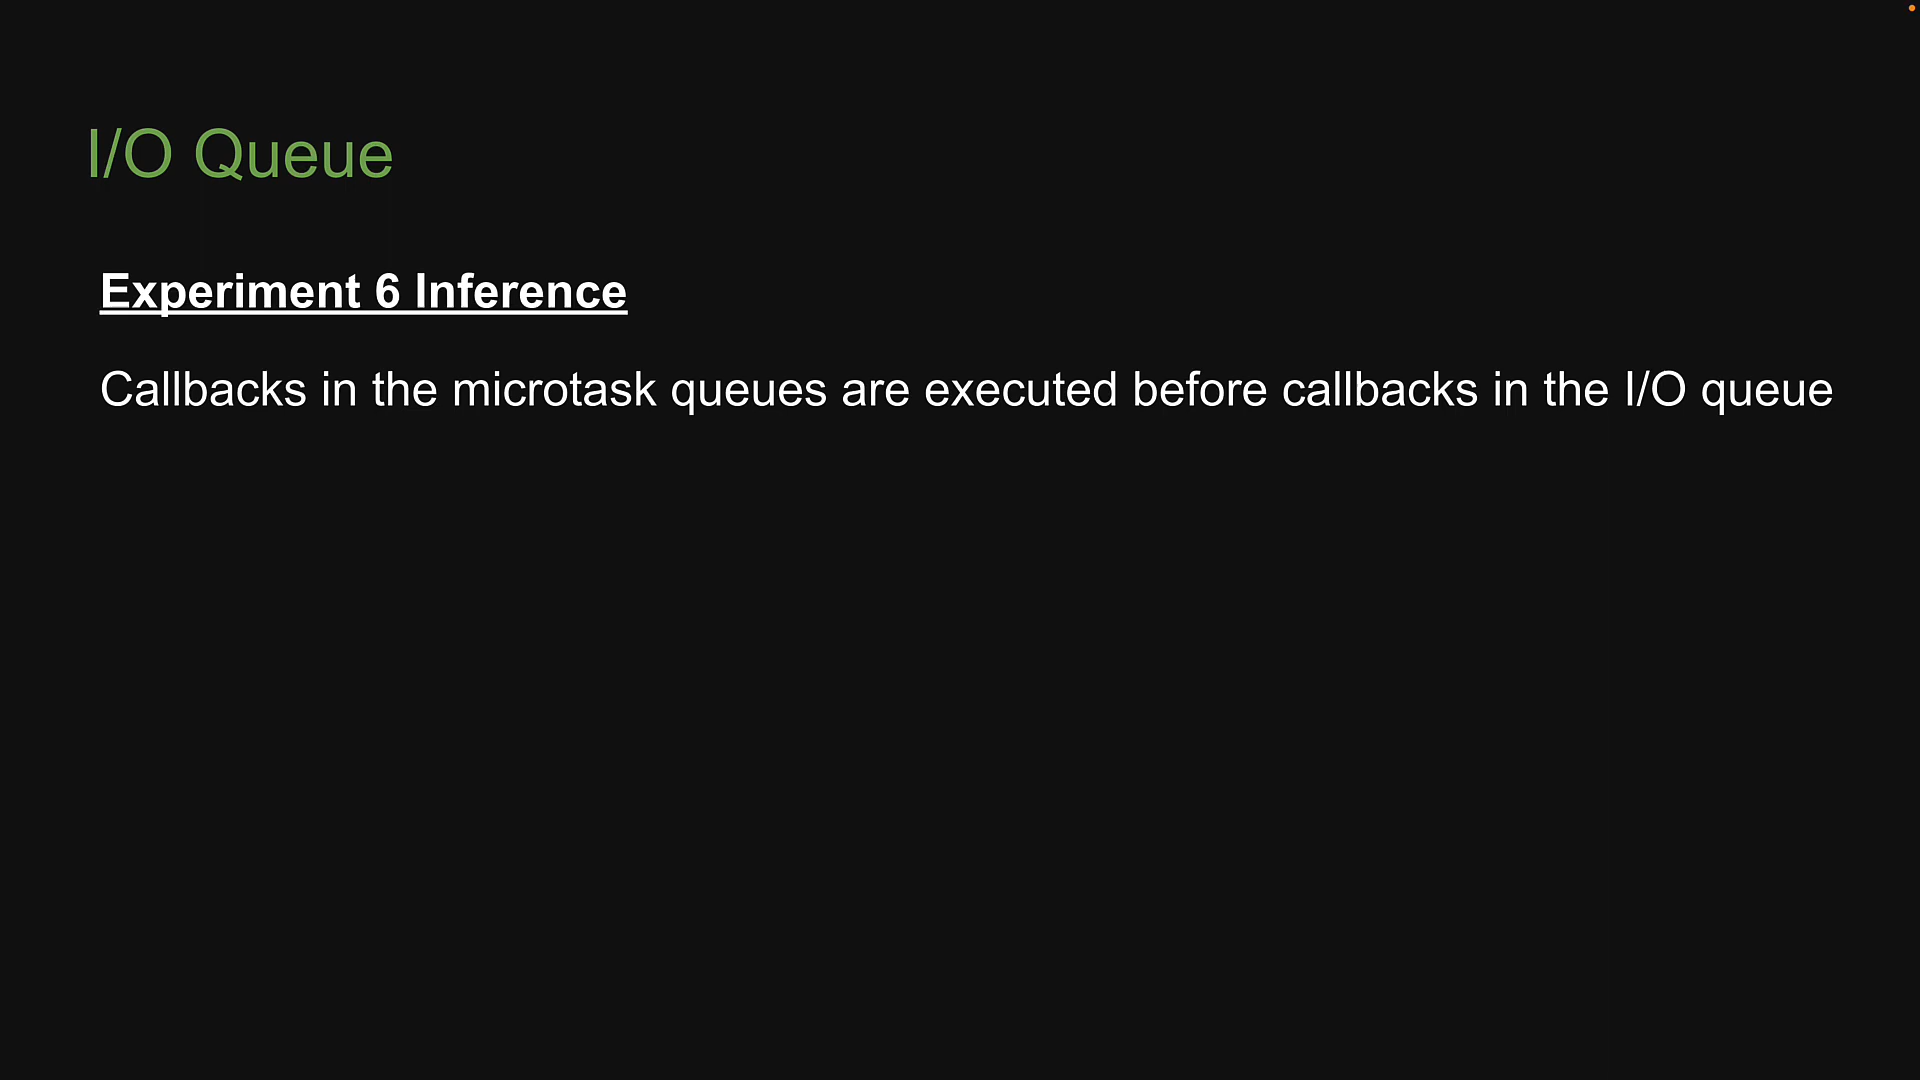 I/O Queue
Experiment 6 Inference
Callbacks in the microtask queues are executed before callbacks in the I/O queue